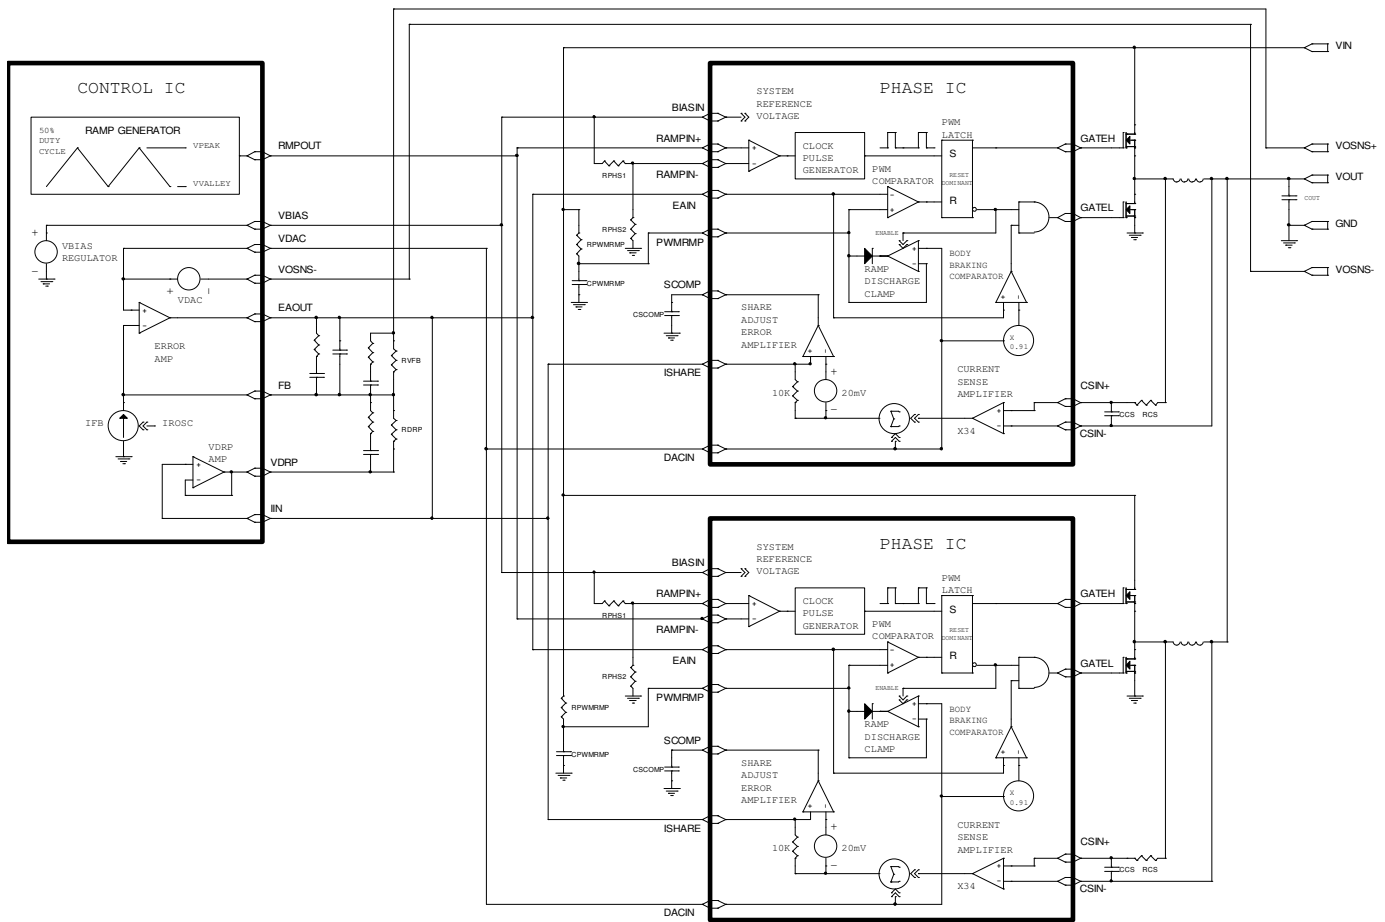 CONTROL IC
50%
DUTY
CYCLE
RAMP GENERATOR
VPEAK
VVALLEY
RMPOUT
VBIAS
+
−
VBIAS
REGULATOR
VDAC
VOSNS-
+
−
VDAC
EAOUT
+
−
ERROR
AMP
RVFB
FB
IFB
IROSC
RDRP
VDRP
AMP
+
−
VDRP
IIN
VIN
VOSNS+
VOUT
COUT
GND
VOSNS-
PHASE IC
BIASIN
SYSTEM
REFERENCE
VOLTAGE
RAMPIN+
RPHS1
RAMPIN-
+
−
CLOCK
PULSE
GENERATOR
PWM
LATCH
S
RESET
DOMINANT
R
GATEH
EAIN
PWM
COMPARATOR
−
+
GATEL
RPHS2
RPWMRMP
PWMRMP
CPWMRMP
ENABLE
+
−
RAMP
DISCHARGE
CLAMP
BODY
BRAKING
COMPARATOR
+
−
X
0.91
SCOMP
CSCOMP
SHARE
ADJUST
ERROR
AMPLIFIER
+
−
ISHARE
10K
+
−
20mV
Σ
CURRENT
SENSE
AMPLIFIER
+
−
X34
CSIN+
CCS
RCS
CSIN-
DACIN
PHASE IC
BIASIN
SYSTEM
REFERENCE
VOLTAGE
RAMPIN+
RPHS1
RAMPIN-
+
−
CLOCK
PULSE
GENERATOR
PWM
LATCH
S
RESET
DOMINANT
R
GATEH
EAIN
PWM
COMPARATOR
−
+
GATEL
RPHS2
PWMRMP
RPWMRMP
CPWMRMP
ENABLE
+
−
RAMP
DISCHARGE
CLAMP
BODY
BRAKING
COMPARATOR
+
−
X
0.91
SCOMP
CSCOMP
SHARE
ADJUST
ERROR
AMPLIFIER
+
−
ISHARE
10K
+
−
20mV
Σ
CURRENT
SENSE
AMPLIFIER
+
−
X34
CSIN+
CCS
RCS
CSIN-
DACIN